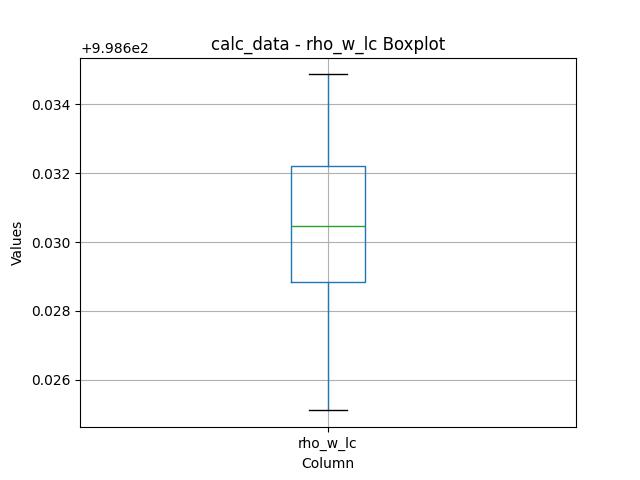 calc_data - rho_w_lc Boxplot
+9.986e2
0.034
0.032
0.030
0.028
0.026
Values
rho_w_lc
Column